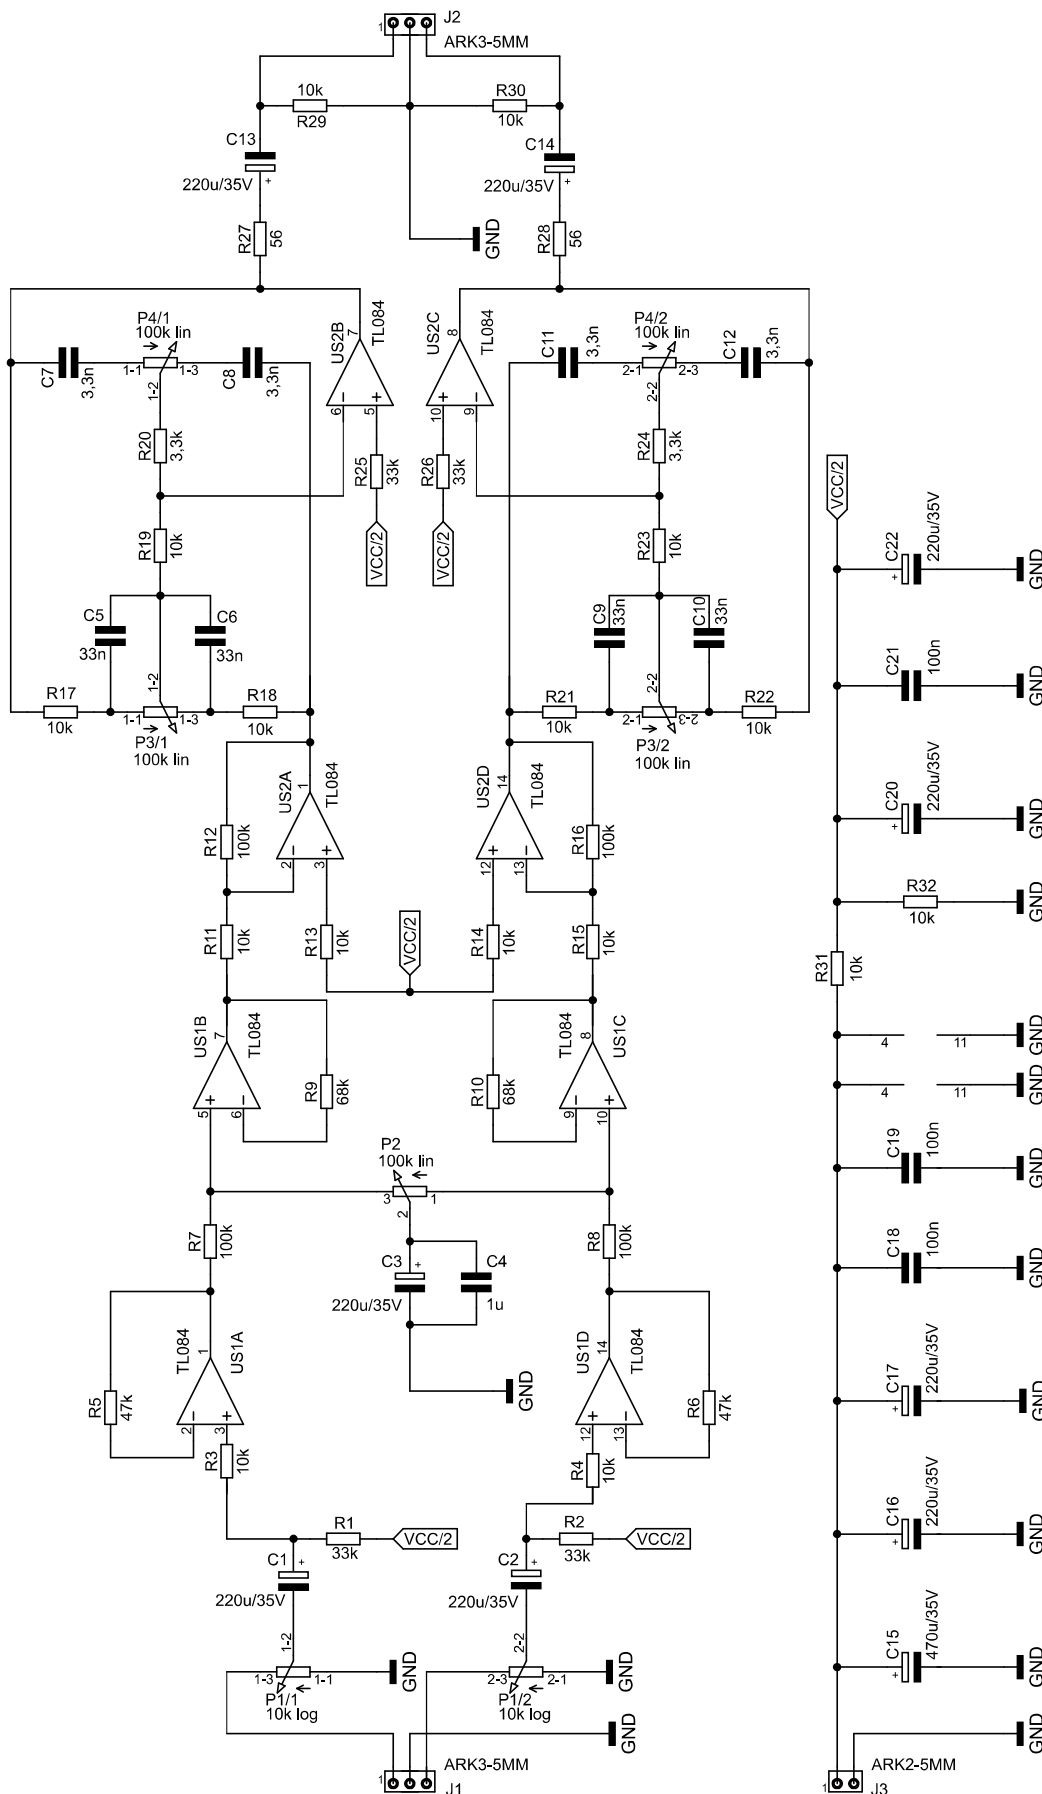 1
J2
ARK3-5MM
10k
R29
R30
10k
C13
220u/35V
+
C14
220u/35V
+
R27
56
R28
56
GND
P4/1
100k lin
1-1
1-3
1-2
C7
3,3n
C8
3,3n
US2B
7
TL084
6
5
−
+
US2C
8
TL084
10
9
+
−
C11
3,3n
P4/2
100k lin
2-1
2-3
2-2
C12
3,3n
R20
3,3k
R25
33k
R26
33k
R24
3,3k
VCC/2
VCC/2
VCC/2
R19
10k
R23
10k
C22
220u/35V
+
GND
C5
33n
C6
33n
C9
33n
C10
33n
C21
100n
GND
R17
10k
1-2
1-1
1-3
P3/1
100k lin
R18
10k
R21
10k
2-2
2-1
2-3
P3/2
100k lin
R22
10k
US2A
1
TL084
2
3
−
+
US2D
14
TL084
12
13
+
−
C20
220u/35V
+
GND
R12
100k
R16
100k
R32
10k
GND
R11
10k
R13
10k
VCC/2
R14
10k
R15
10k
R31
10k
US1B
7
TL084
5
6
+
−
R9
68k
R10
68k
TL084
8
US1C
9
10
−
+
4
11
GND
4
11
GND
P2
100k lin
3
1
2
C19
100n
GND
R7
100k
R8
100k
C3
+
220u/35V
C4
1u
GND
C18
100n
GND
TL084
1
US1A
2
3
−
+
R5
47k
US1D
14
TL084
12
13
+
−
R6
47k
C17
220u/35V
+
GND
R3
10k
R4
10k
R1
33k
VCC/2
R2
33k
VCC/2
C16
220u/35V
+
GND
C1
+
220u/35V
C2
+
220u/35V
1-2
1-3
1-1
P1/1
10k log
GND
2-2
2-3
2-1
P1/2
10k log
GND
C15
470u/35V
+
GND
GND
GND
1
ARK3-5MM
J1
1
ARK2-5MM
J3